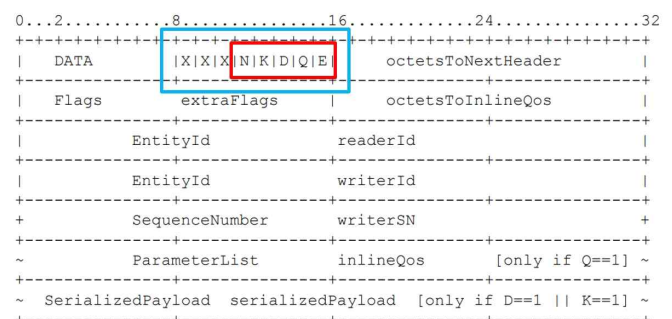 0...2...........8...............16.............24...............32
+-+-+-+-+-+-+-+-+-+-+-+-+-+-+-+-+-+-+-+-+-+-+-+-+-+-+-+-+-+-+-+-+
| DATA |X|X|X|N|K|D|Q|E| octetsToNextHeader |
+---------------+---------------+---------------+---------------+
| Flags extraFlags | octetsToInlineQos |
+---------------+---------------+---------------+---------------+
| EntityId readerId |
+---------------+---------------+---------------+---------------+
| EntityId writerId |
+---------------+---------------+---------------+---------------+
+ SequenceNumber writerSN +
+---------------+---------------+---------------+---------------+
~ ParameterList inlineQos [only if Q==1] ~
+---------------+---------------+---------------+---------------+
~ SerializedPayload serializedPayload [only if D==1 || K==1] ~
+---------------+---------------+---------------+---------------+